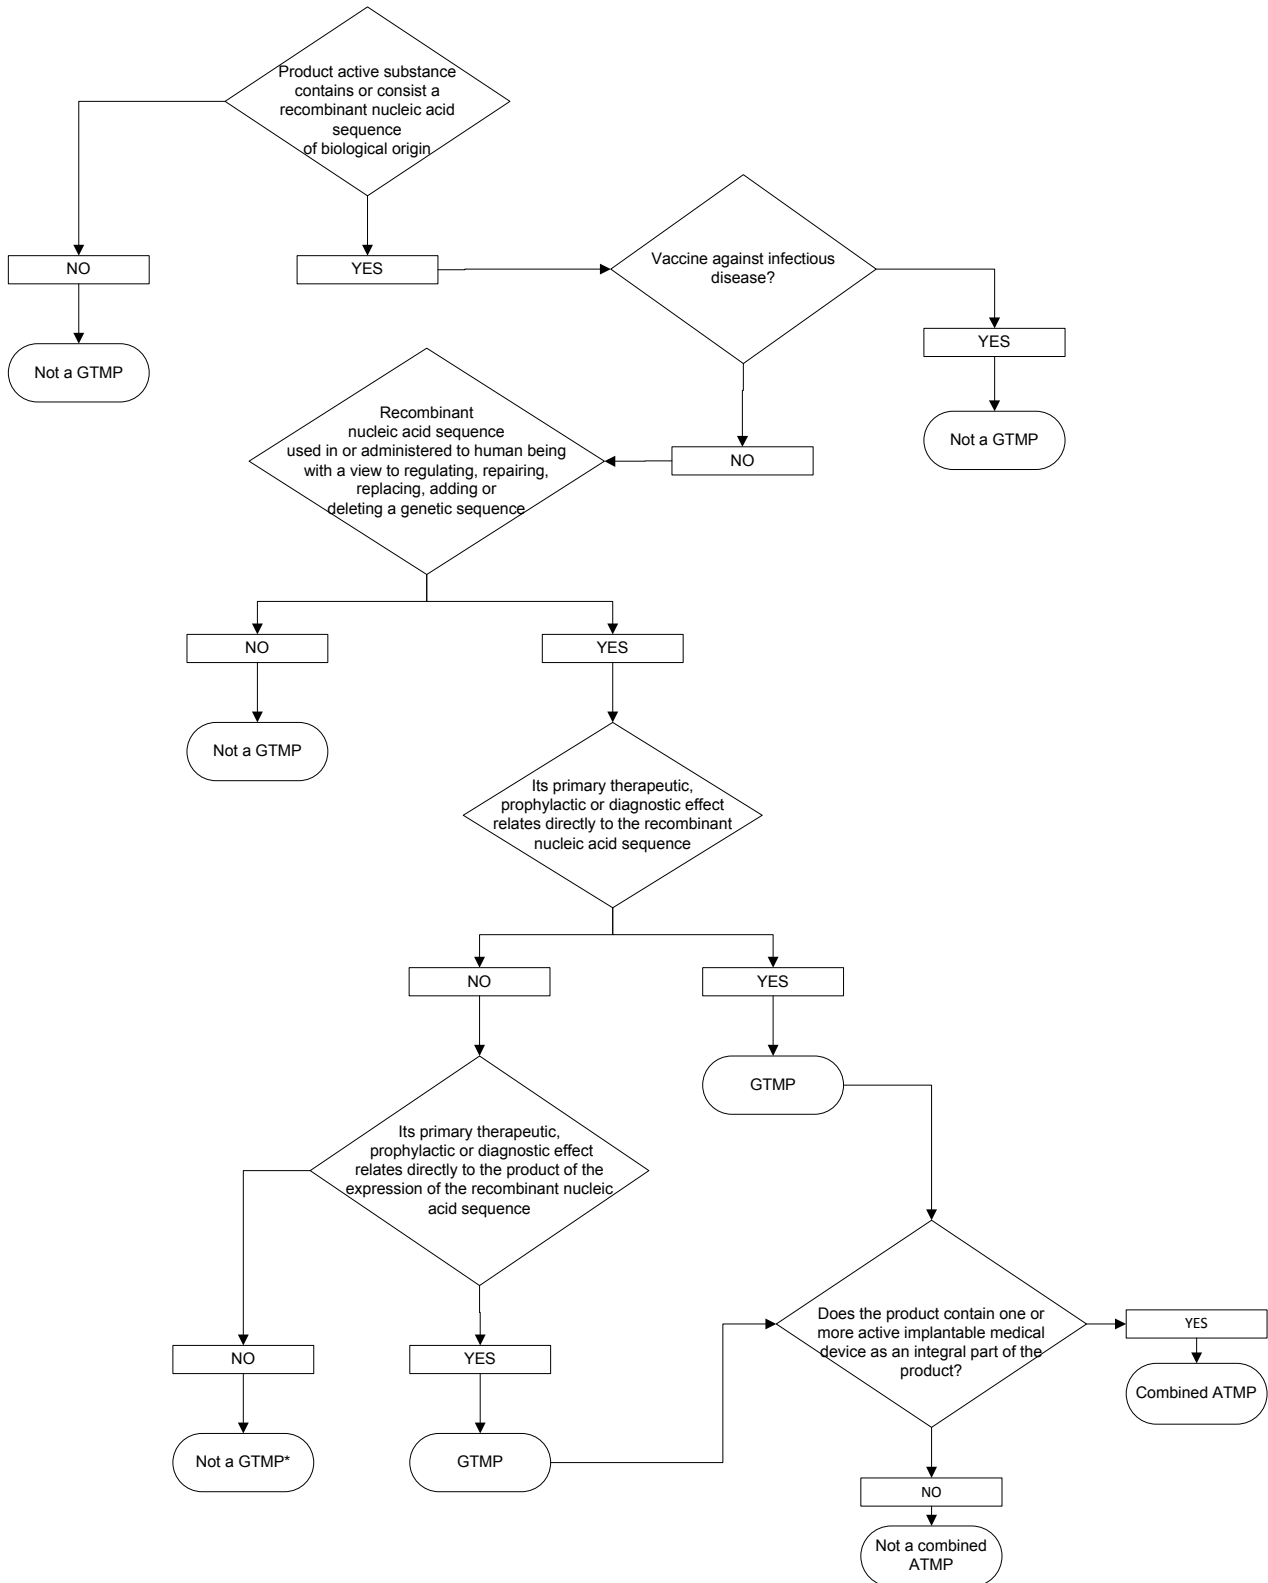 Product active substance
contains or consist a
recombinant nucleic acid
sequence
of biological origin
NO
YES
Vaccine against infectious
disease?
YES
Not a GTMP
Not a GTMP
Recombinant
nucleic acid sequence
used in or administered to human being
with a view to regulating, repairing,
replacing, adding or
deleting a genetic sequence
NO
NO
YES
Not a GTMP
Its primary therapeutic,
prophylactic or diagnostic effect
relates directly to the recombinant
nucleic acid sequence
NO
YES
GTMP
Its primary therapeutic,
prophylactic or diagnostic effect
relates directly to the product of the
expression of the recombinant nucleic
acid sequence
Does the product contain one or
more active implantable medical
device as an integral part of the
product?
YES
Combined ATMP
NO
YES
Not a GTMP*
GTMP
NO
Not a combined
ATMP